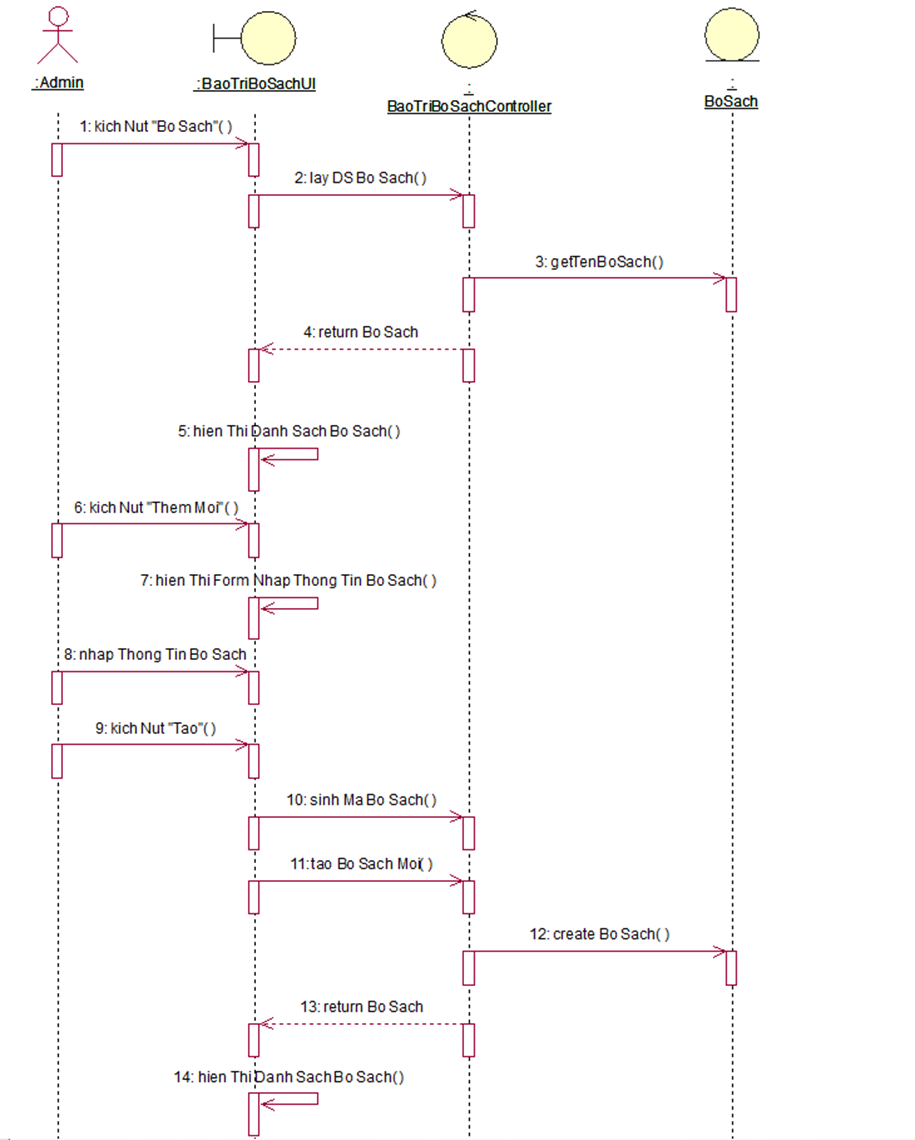 :Admin
:BaoTriBoSachUI
:
BaoTriBoSachController
:
BoSach
1: kich Nut "Bo Sach"( )
2: lay DS Bo Sach( )
3: getTenBoSach()
4: return Bo Sach
5: hien Thi Danh Sach Bo Sach( )
6: kich Nut "Them Moi"( )
7: hien Thi Form Nhap Thong Tin Bo Sach( )
8: nhap Thong Tin Bo Sach
9: kich Nut "Tao"( )
10: sinh Ma Bo Sach( )
11: tao Bo Sach Moi( )
12: create Bo Sach( )
13: return Bo Sach
14: hien Thi Danh Sach Bo Sach( )